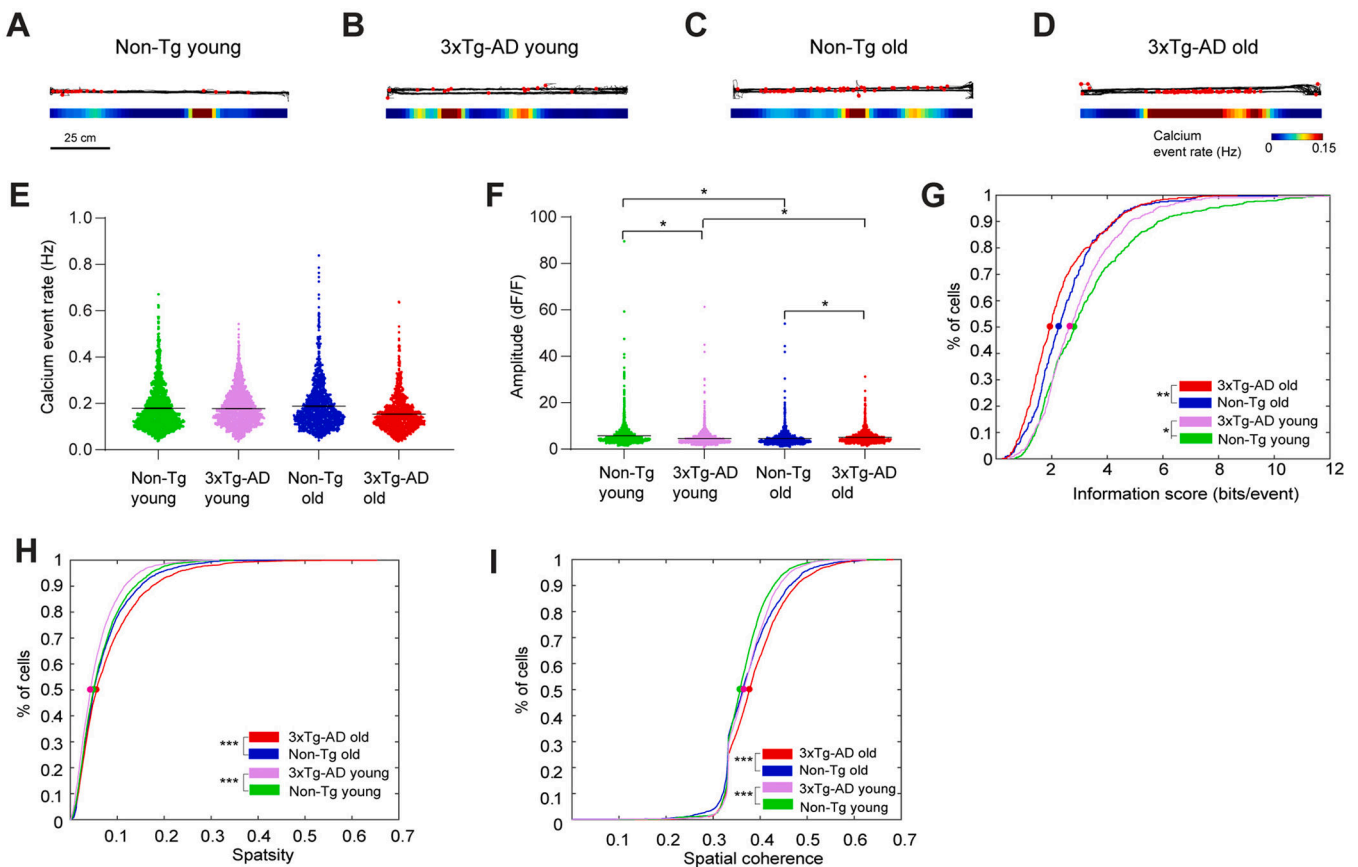 A
Non-Tg young
B
3xTg-AD young
C
Non-Tg old
D
3xTg-AD old
25 cm
Calcium
event rate (Hz)
0
0.15
E
Calcium event rate (Hz)
1.0
0.8
0.6
0.4
0.2
0.0
Non-Tg
young
3xTg-AD
young
Non-Tg
old
3xTg-AD
old
F
Amplitude (dF/F)
100
80
60
40
20
0
*
*
*
*
Non-Tg
young
3xTg-AD
young
Non-Tg
old
3xTg-AD
old
G
% of cells
1
0.9
0.8
0.7
0.6
0.5
0.4
0.3
0.2
0.1
0
2 4 6 8 10 12
Information score (bits/event)
** 3xTg-AD old
Non-Tg old
* 3xTg-AD young
Non-Tg young
H
% of cells
1
0.9
0.8
0.7
0.6
0.5
0.4
0.3
0.2
0.1
0
0.1 0.2 0.3 0.4 0.5 0.6 0.7
Spatsity
*** 3xTg-AD old
Non-Tg old
*** 3xTg-AD young
Non-Tg young
I
% of cells
1
0.9
0.8
0.7
0.6
0.5
0.4
0.3
0.2
0.1
0
0.1 0.2 0.3 0.4 0.5 0.6 0.7
Spatial coherence
*** 3xTg-AD old
Non-Tg old
*** 3xTg-AD young
Non-Tg young